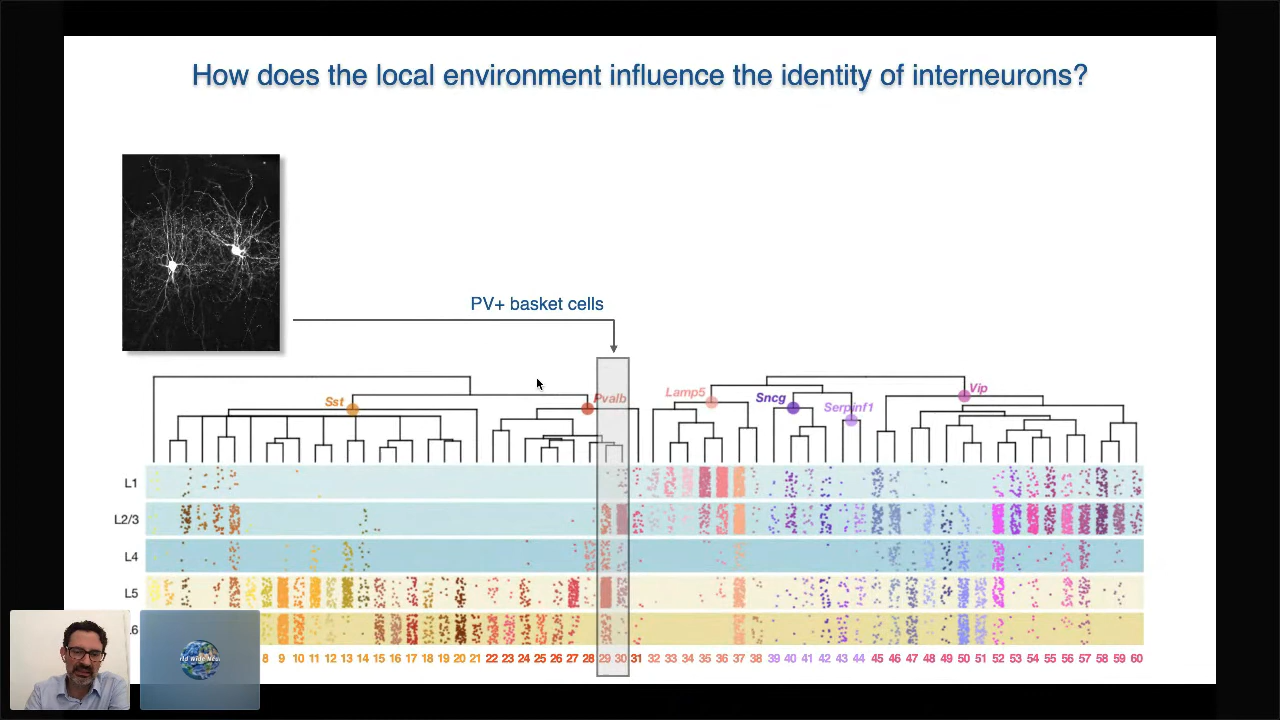 How does the local environment influence the identity of interneurons?
PV+ basket cells
Sst
Pvalb
Lamp5
Sncg
Serpinf1
Vip
L1
L2/3
L4
L5
8 9 10 11 12 13 14 15 16 17 18 19 20 21 22 23 24 25 26 27 28 29 30 31 32 33 34 35 36 37 38 39 40 41 42 43 44 45 46 47 48 49 50 51 52 53 54 55 56 57 58 59 60